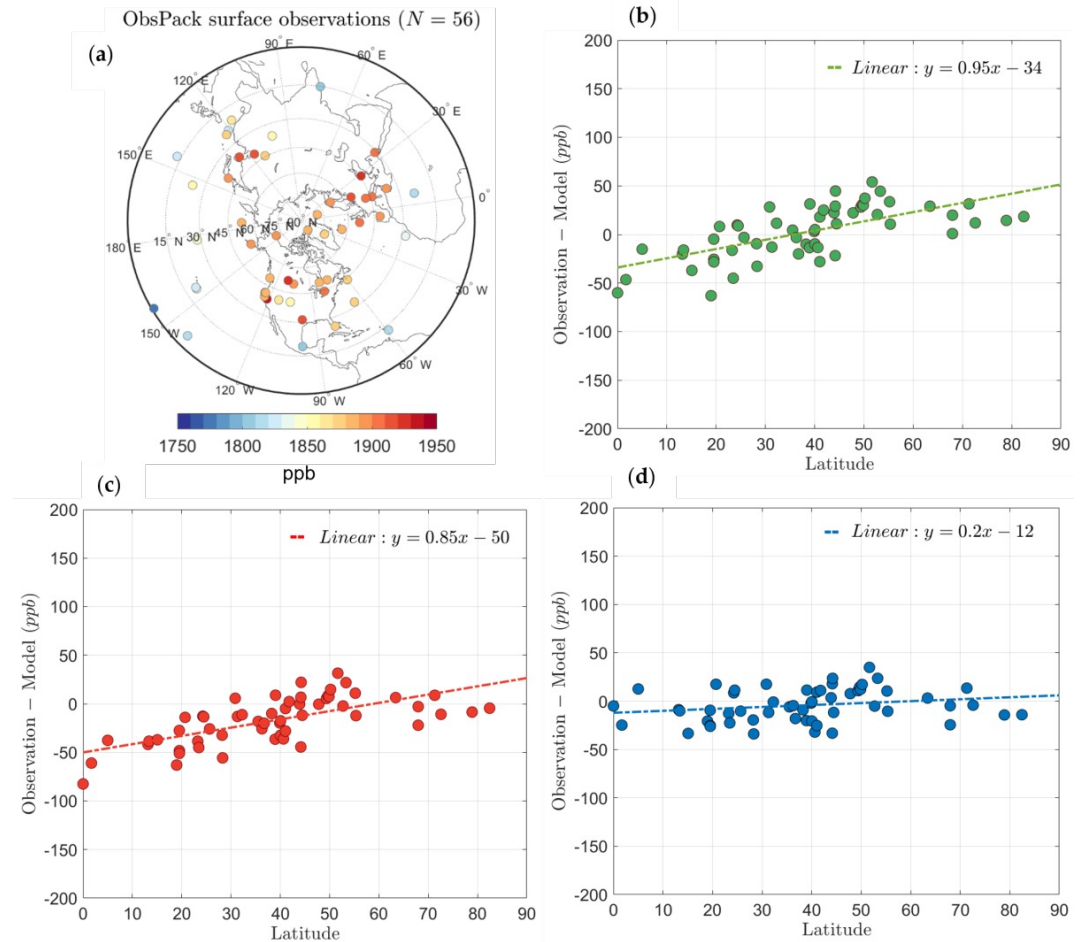 ObsPack surface observations (N = 56)
(a)
90° E
60° E
120° E
30° E
150° E
0°
180° E
15° N
30° N
45° N
60° N
75° N
90° N
30° W
150° W
60° W
120° W
90° W
1750 1800 1850 1900 1950
ppb
(b)
Linear : y = 0.95x − 34
Observation − Model (ppb)
200
150
100
50
0
-50
-100
-150
-200
0 10 20 30 40 50 60 70 80 90
Latitude
(c)
Linear : y = 0.85x − 50
Observation − Model (ppb)
200
150
100
50
0
-50
-100
-150
-200
0 10 20 30 40 50 60 70 80 90
Latitude
(d)
Linear : y = 0.2x − 12
Observation − Model (ppb)
200
150
100
50
0
-50
-100
-150
-200
0 10 20 30 40 50 60 70 80 90
Latitude